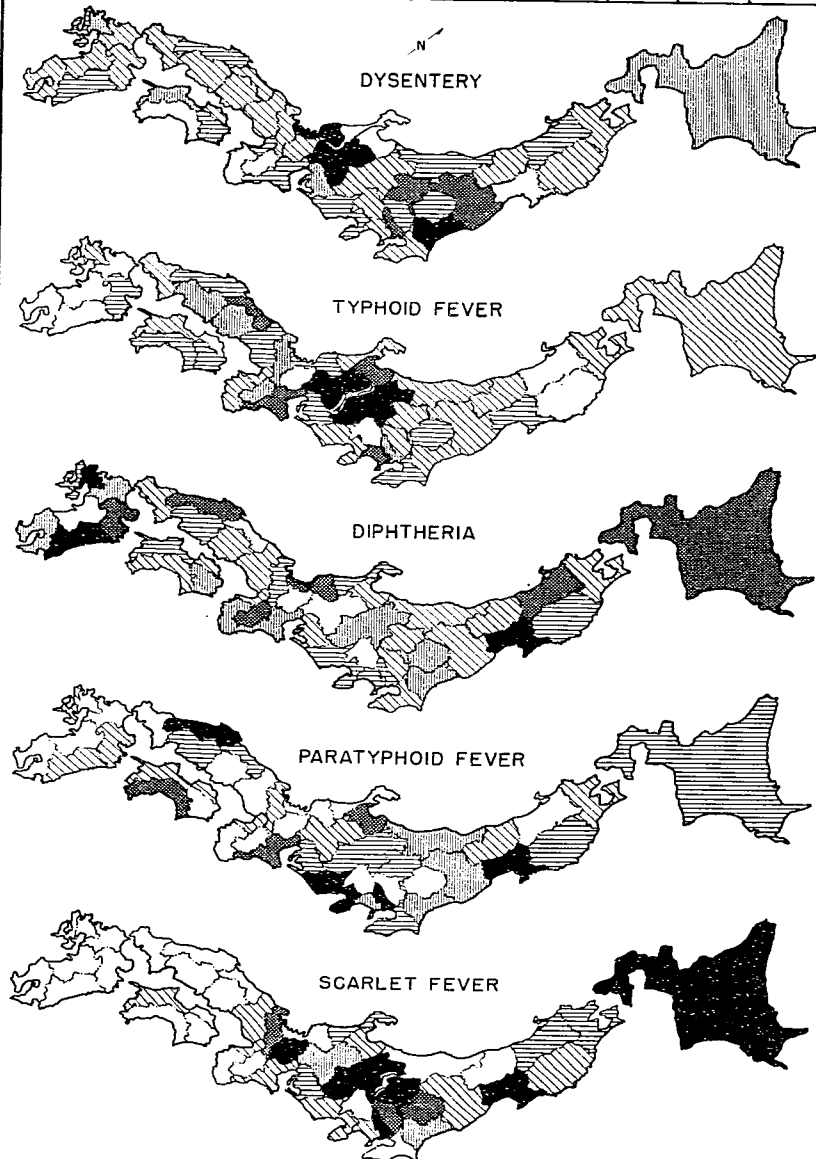 N
DYSENTERY
TYPHOID FEVER
DIPHTHERIA
PARATYPHOID FEVER
SCARLET FEVER